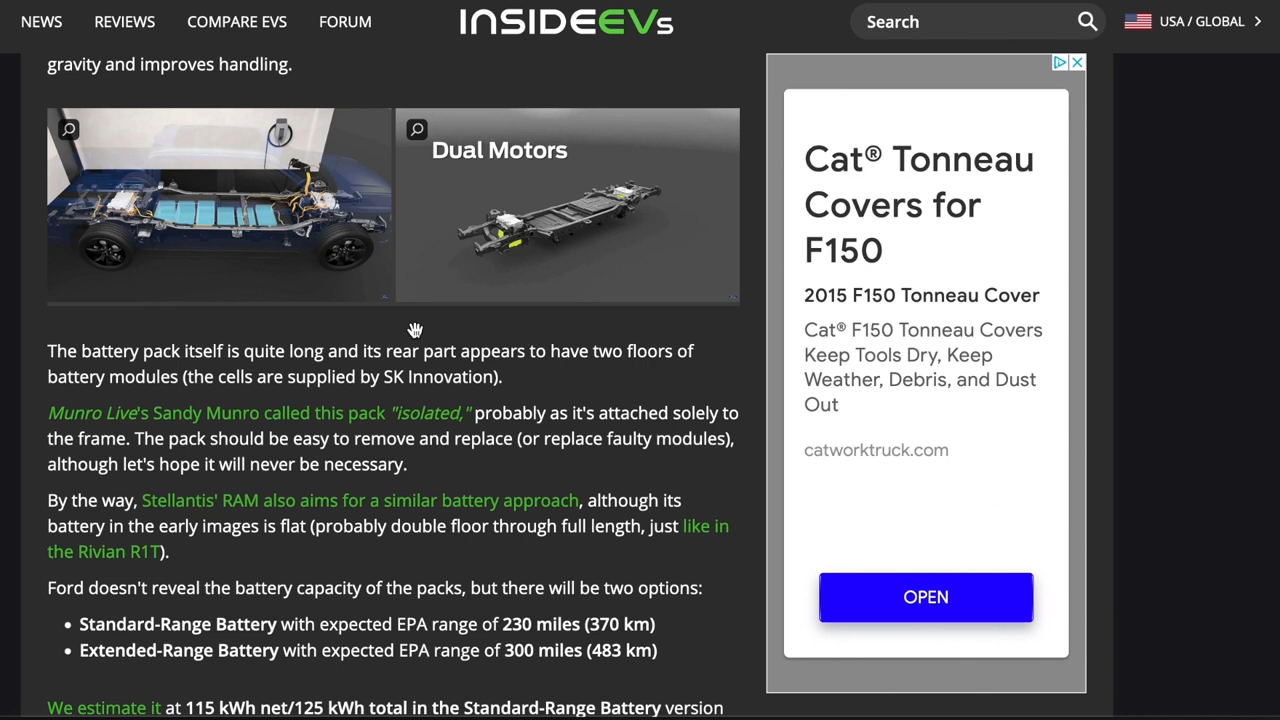 NEWS REVIEWS COMPARE EVS FORUM INSIDEEVs Search USA / GLOBAL
gravity and improves handling.
Dual Motors
The battery pack itself is quite long and its rear part appears to have two floors of
battery modules (the cells are supplied by SK Innovation).
Munro Live's Sandy Munro called this pack "isolated," probably as it's attached solely to
the frame. The pack should be easy to remove and replace (or replace faulty modules),
although let's hope it will never be necessary.
By the way, Stellantis' RAM also aims for a similar battery approach, although its
battery in the early images is flat (probably double floor through full length, just like in
the Rivian R1T).
Ford doesn't reveal the battery capacity of the packs, but there will be two options:
• Standard-Range Battery with expected EPA range of 230 miles (370 km)
• Extended-Range Battery with expected EPA range of 300 miles (483 km)
We estimate it at 115 kWh net/125 kWh total in the Standard-Range Battery version
Cat® Tonneau
Covers for
F150
2015 F150 Tonneau Cover
Cat® F150 Tonneau Covers
Keep Tools Dry, Keep
Weather, Debris, and Dust
Out
catworktruck.com
OPEN